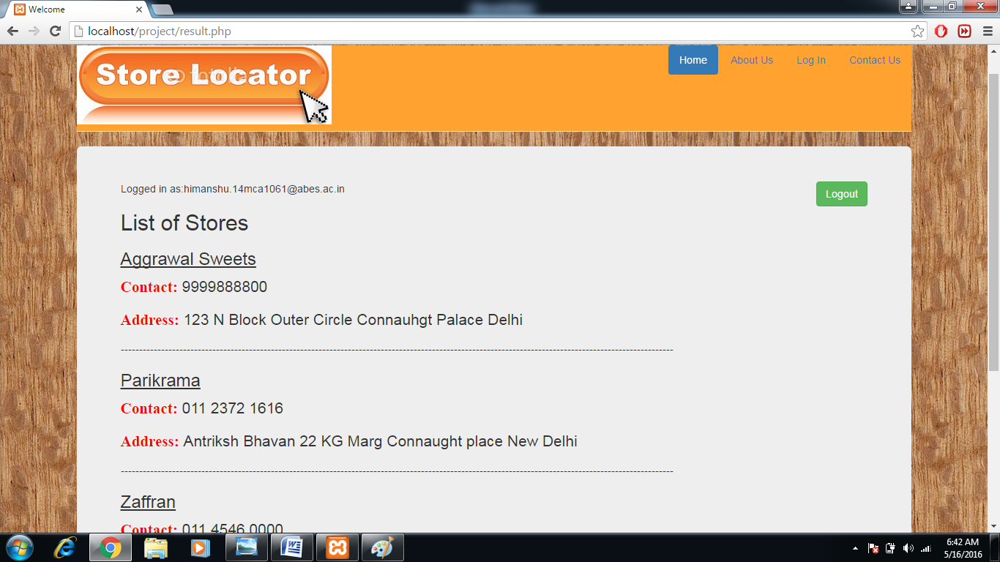 Welcome
localhost/project/result.php
Store Locator
Home
About Us
Log In
Contact Us
Logged in as:himanshu.14mca1061@abes.ac.in
Logout
List of Stores
Aggrawal Sweets
Contact: 9999888800
Address: 123 N Block Outer Circle Connauhgt Palace Delhi
--------------------------------------------------------------------------------------------------------------------------------------------------------
Parikrama
Contact: 011 2372 1616
Address: Antriksh Bhavan 22 KG Marg Connaught place New Delhi
--------------------------------------------------------------------------------------------------------------------------------------------------------
Zaffran
Contact: 011 4546 0000
6:42 AM
5/16/2016